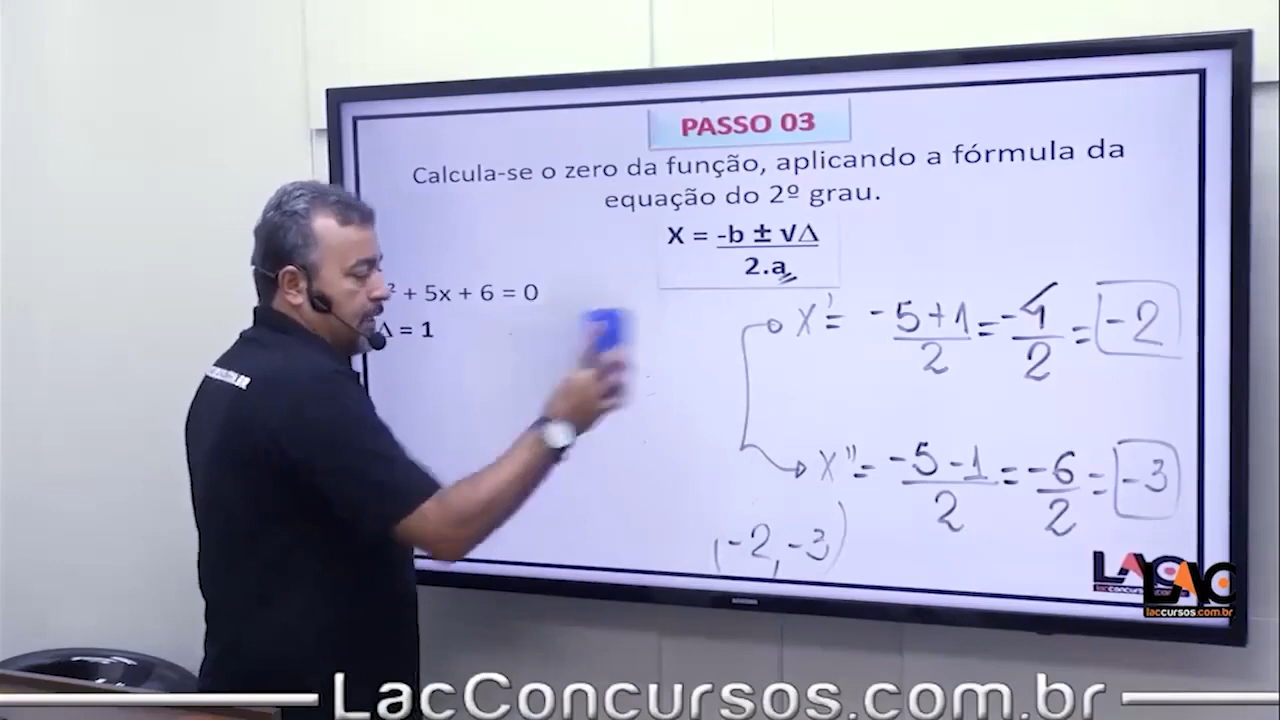 PASSO 03
Calcula-se o zero da função, aplicando a fórmula da
equação do 2º grau.
X = -b ± √Δ
2.a
² + 5x + 6 = 0
Δ = 1
X' = -5+1 = -4 = -2
2 2
X'' = -5-1 = -6 = -3
2 2
(-2, -3)
LAC
laccursos.com.br
LacConcursos.com.br